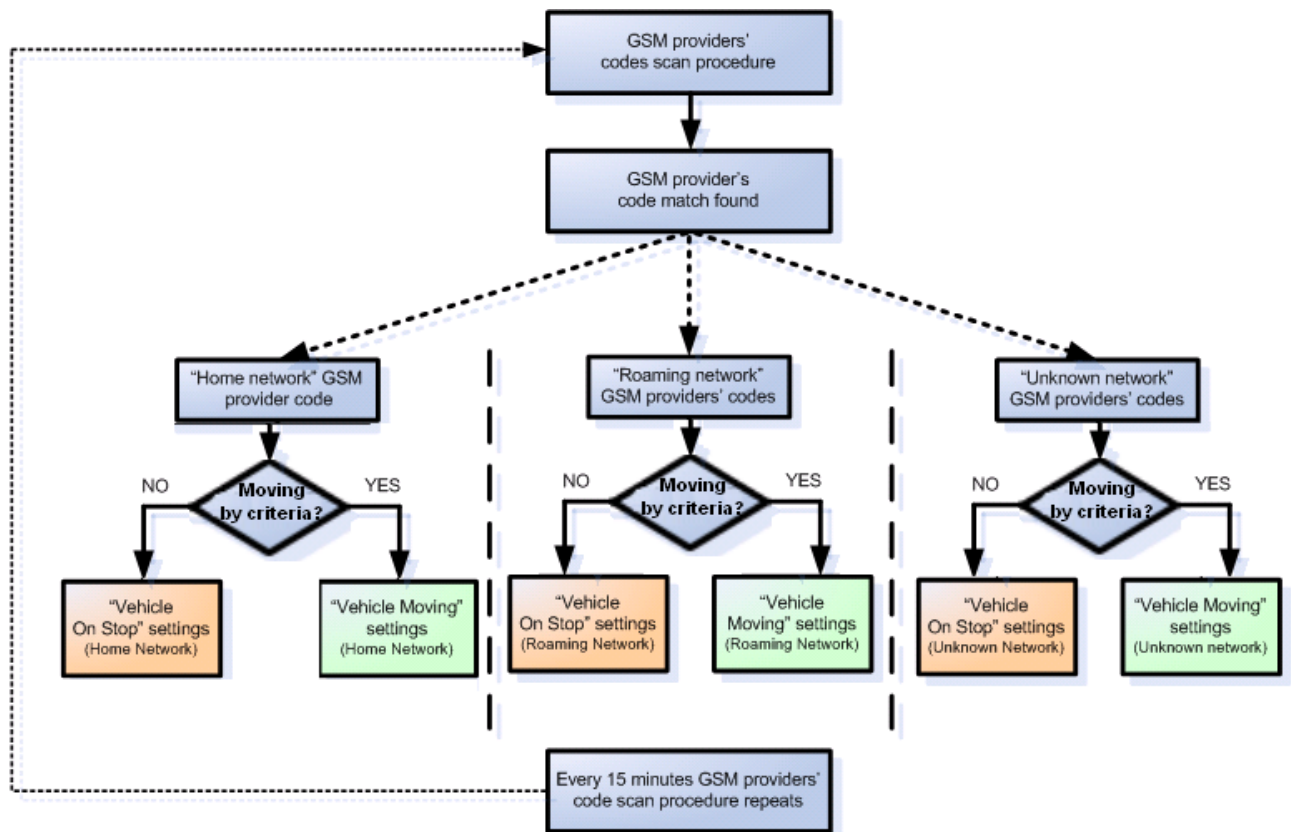 GSM providers'
codes scan procedure
GSM provider's
code match found
“Home network” GSM
provider code
“Roaming network”
GSM providers' codes
“Unknown network”
GSM providers' codes
NO
Moving
by criteria?
YES
NO
Moving
by criteria?
YES
NO
Moving
by criteria?
YES
“Vehicle
On Stop” settings
(Home Network)
“Vehicle Moving”
settings
(Home Network)
“Vehicle
On Stop” settings
(Roaming Network)
“Vehicle
Moving” settings
(Roaming Network)
“Vehicle
On Stop” settings
(Unknown Network)
“Vehicle Moving”
settings
(Unknown network)
Every 15 minutes GSM providers'
code scan procedure repeats